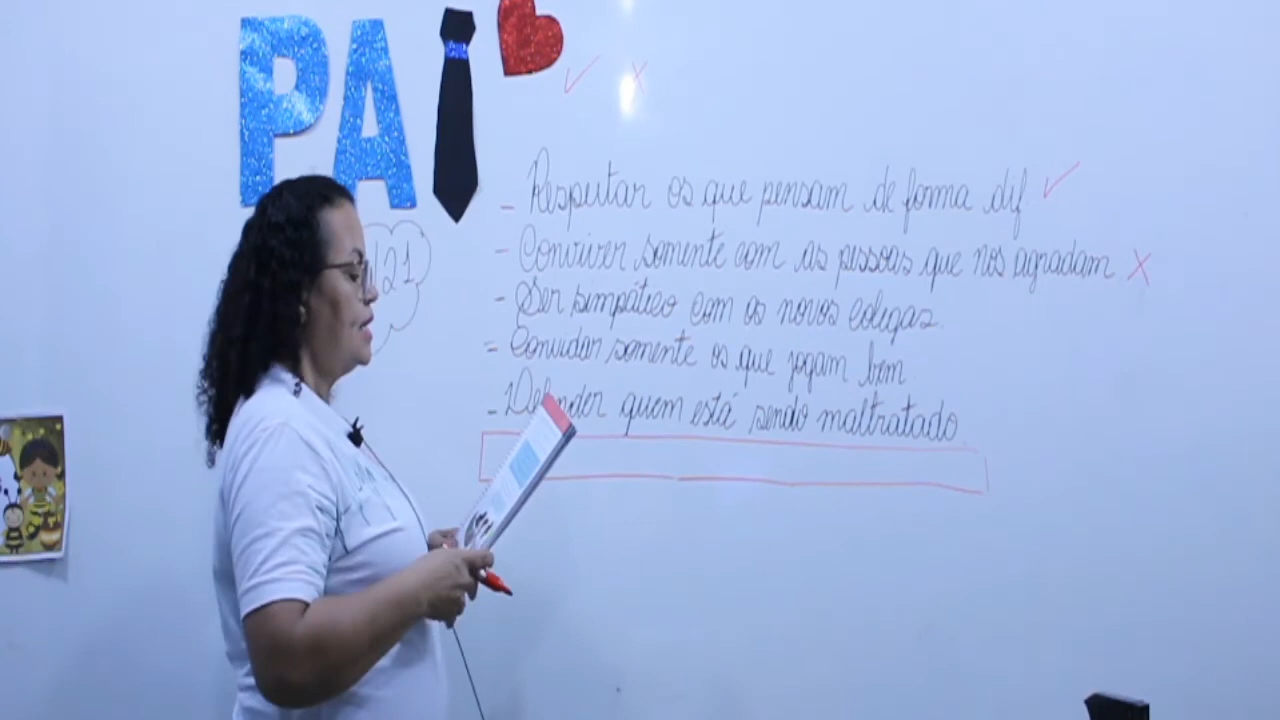 PAI
121
- Respeitar os que pensam de forma dif ✓
- Conviver somente com as pessoas que nos agradam X
- Ser simpático com os novos colegas.
- Convidar somente os que jogam bem.
- Defender quem está sendo maltratado